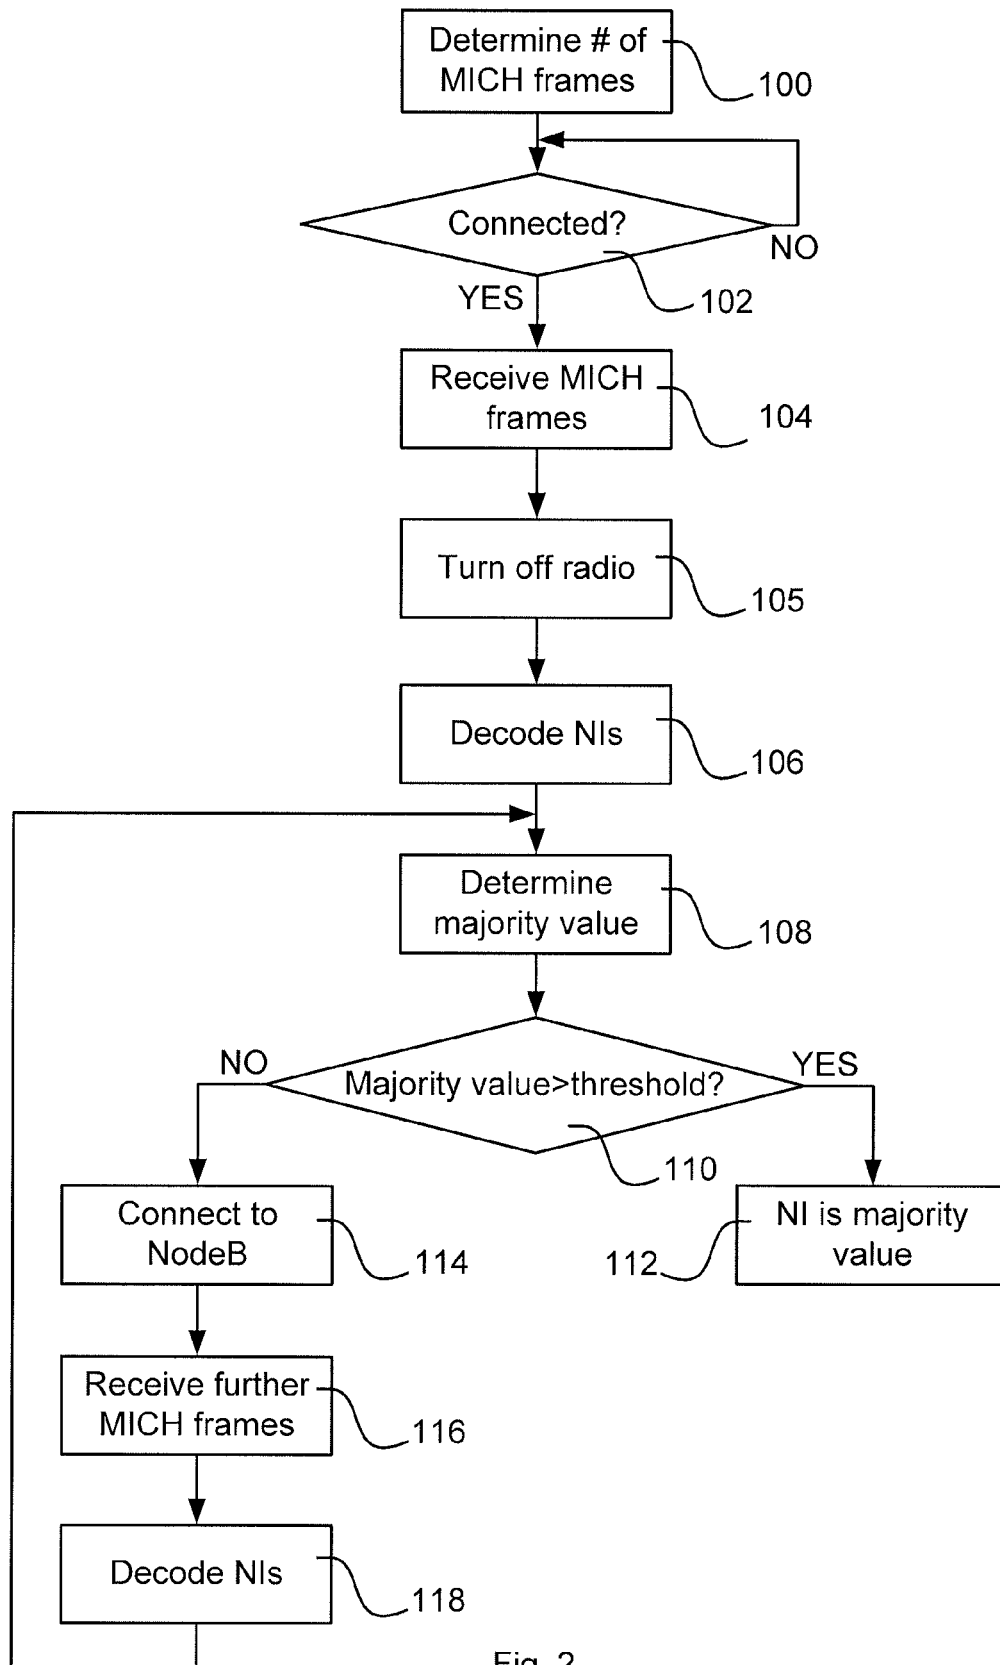 Determine # of
MICH frames
100
Connected?
NO
102
YES
Receive MICH
frames
104
Turn off radio
105
Decode NIs
106
Determine
majority value
108
NO
YES
Majority value>threshold?
110
Connect to
NodeB
114
112
NI is majority
value
Receive further
MICH frames
116
Decode NIs
118
Fig. 2